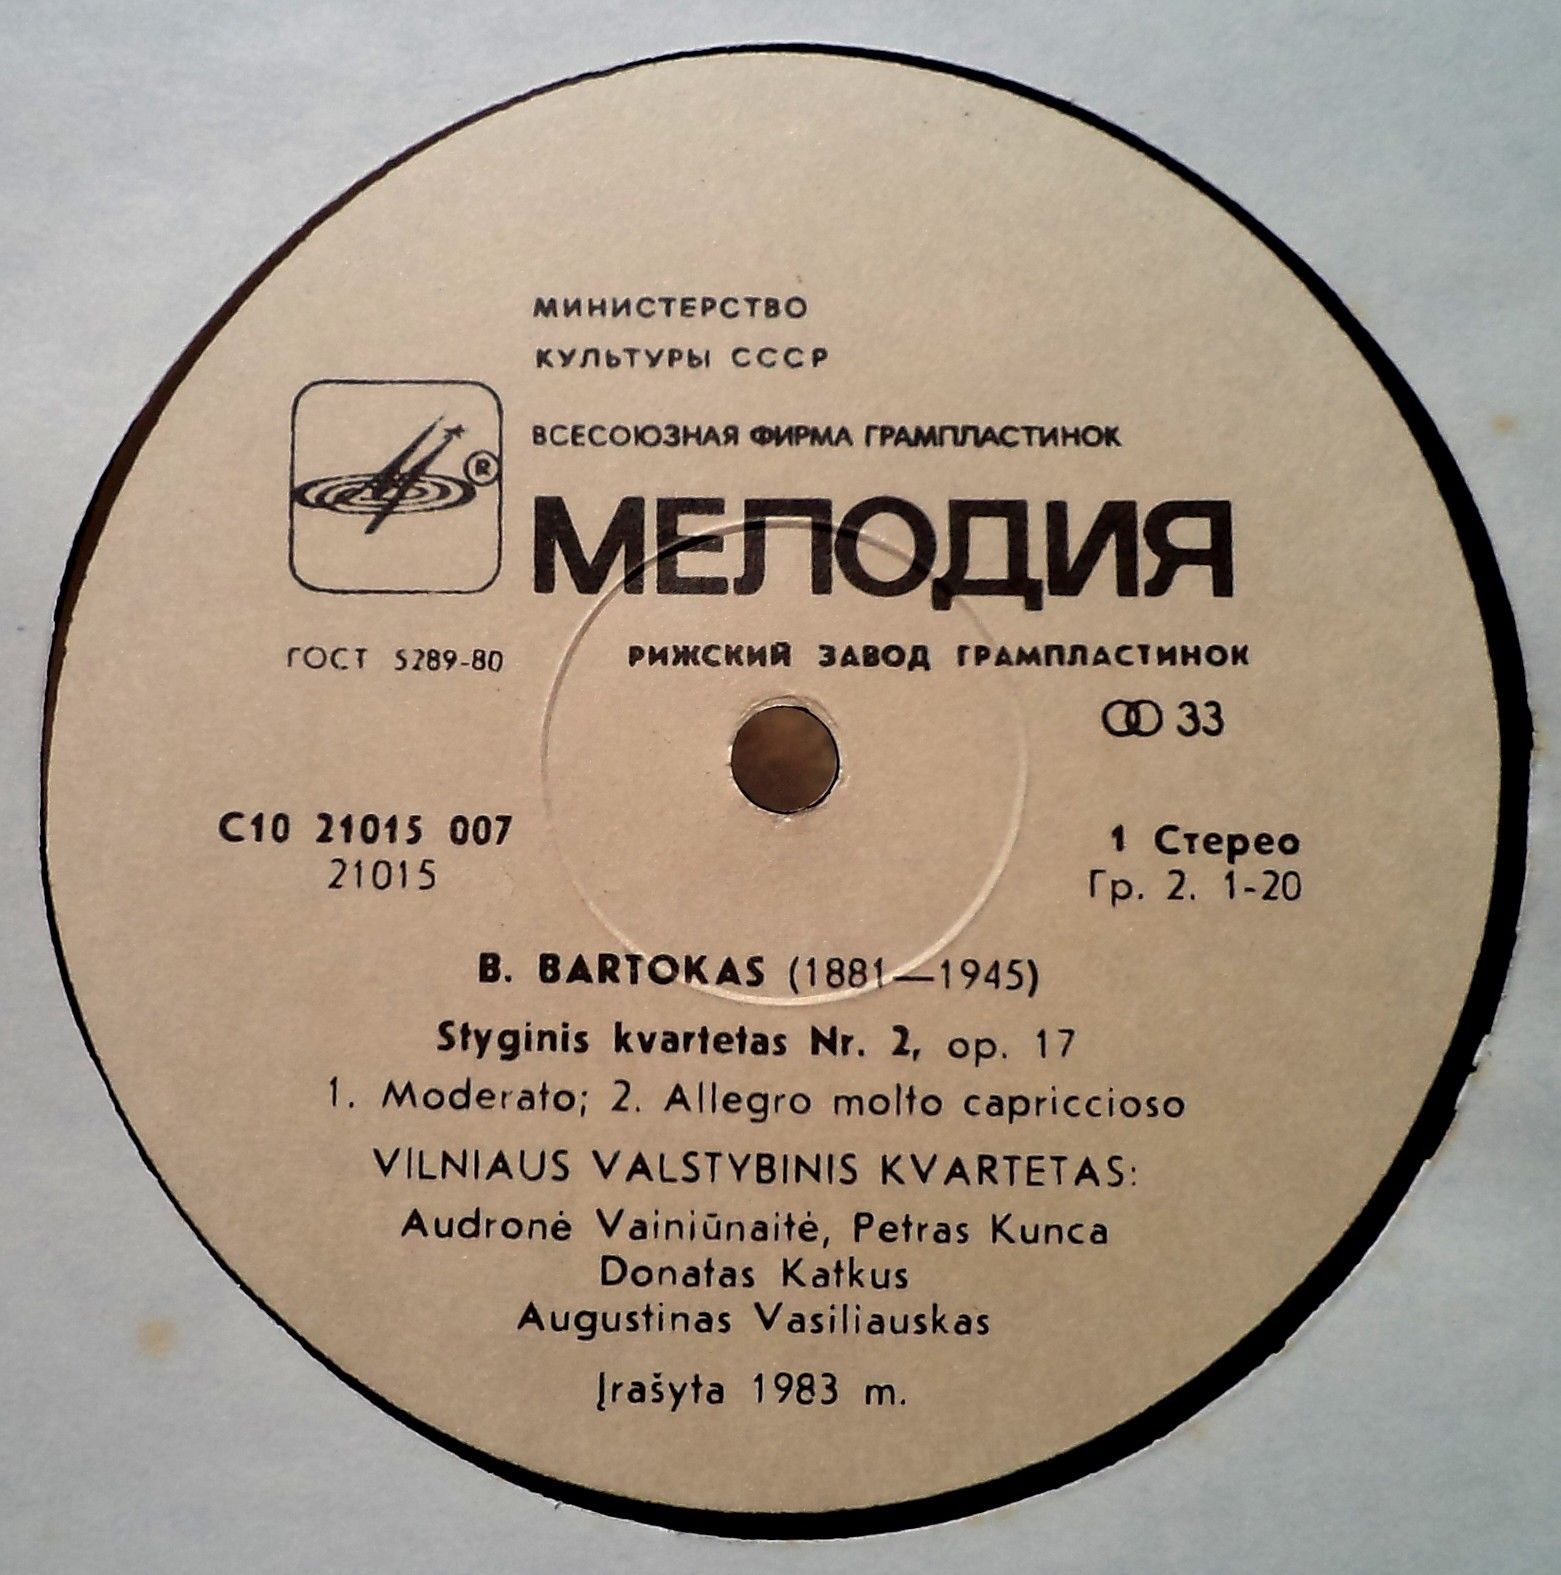 МИНИСТЕРСТВО
КУЛЬТУРЫ СССР
ВСЕСОЮЗНАЯ ФИРМА ГРАМПЛАСТИНОК
®
МЕЛОДИЯ
ГОСТ 5289-80
РИЖСКИЙ ЗАВОД ГРАМПЛАСТИНОК
33
С10 21015 007
21015
1 Стерео
Гр. 2. 1-20
B. BARTOKAS (1881—1945)
Styginis kvartetas Nr. 2, op. 17
1. Moderato; 2. Allegro molto capriccioso
VILNIAUS VALSTYBINIS KVARTETAS:
Audronė Vainiūnaitė, Petras Kunca
Donatas Katkus
Augustinas Vasiliauskas
Įrašyta 1983 m.